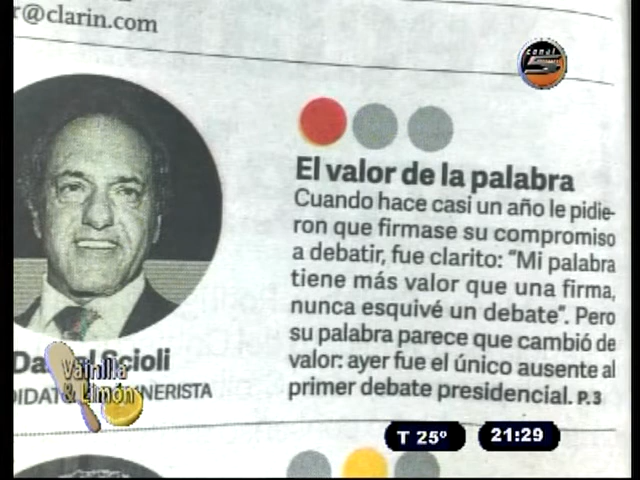 r@clarin.com
canal
5
El valor de la palabra
Cuando hace casi un año le pidie-
ron que firmase su compromiso
a debatir, fue clarito: “Mi palabra
tiene más valor que una firma,
nunca esquivé un debate”. Pero
su palabra parece que cambió de
valor: ayer fue el único ausente al
primer debate presidencial. P.3
Scioli
DIDAT NERISTA
Vainilla
& Limón
T 25º
21:29